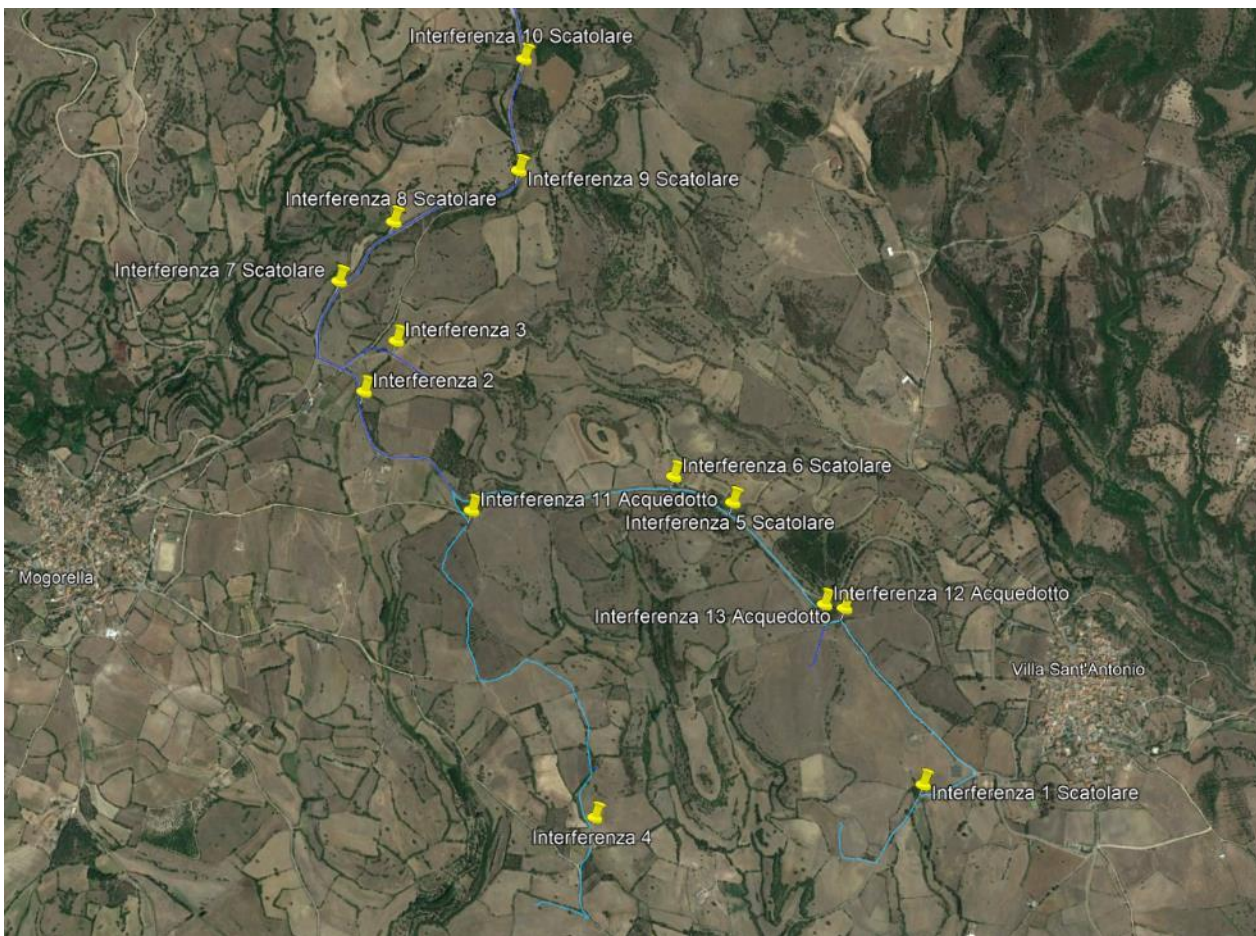 Interferenza 10 Scatolare
Interferenza 9 Scatolare
Interferenza 8 Scatolare
Interferenza 7 Scatolare
Interferenza 3
Interferenza 2
Interferenza 6 Scatolare
Interferenza 11 Acquedotto
Interferenza 5 Scatolare
Mogorella
Interferenza 12 Acquedotto
Interferenza 13 Acquedotto
Villa Sant'Antonio
Interferenza 1 Scatolare
Interferenza 4